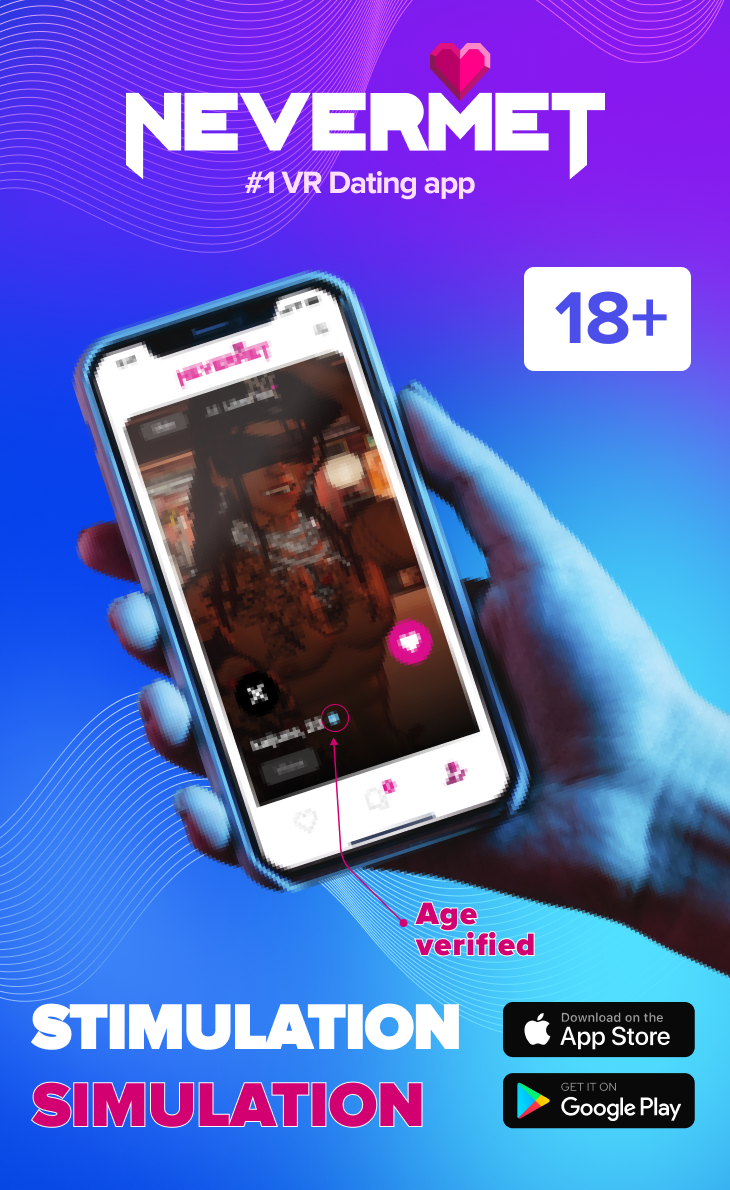 NEVERMET
#1 VR Dating app
18+
NEVERMET
Age
verified
STIMULATION
SIMULATION
Download on the
App Store
GET IT ON
Google Play